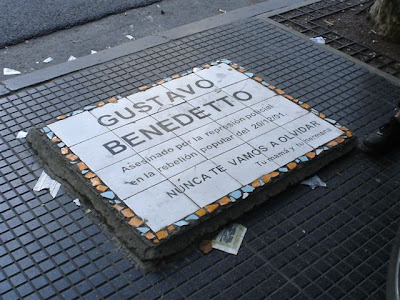 GUSTAVO
BENEDETTO
Asesinado por la represión policial
en la rebelión popular del 20/12/01
NÚNCA TE VAMOS A OLVIDAR
Tu mamá y tu hermana